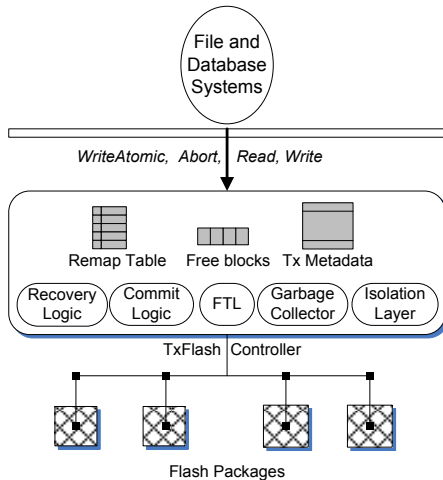 File and
Database
Systems
WriteAtomic, Abort, Read, Write
Remap Table Free blocks Tx Metadata
Recovery Logic Commit Logic FTL Garbage Collector Isolation Layer
TxFlash Controller
Flash Packages